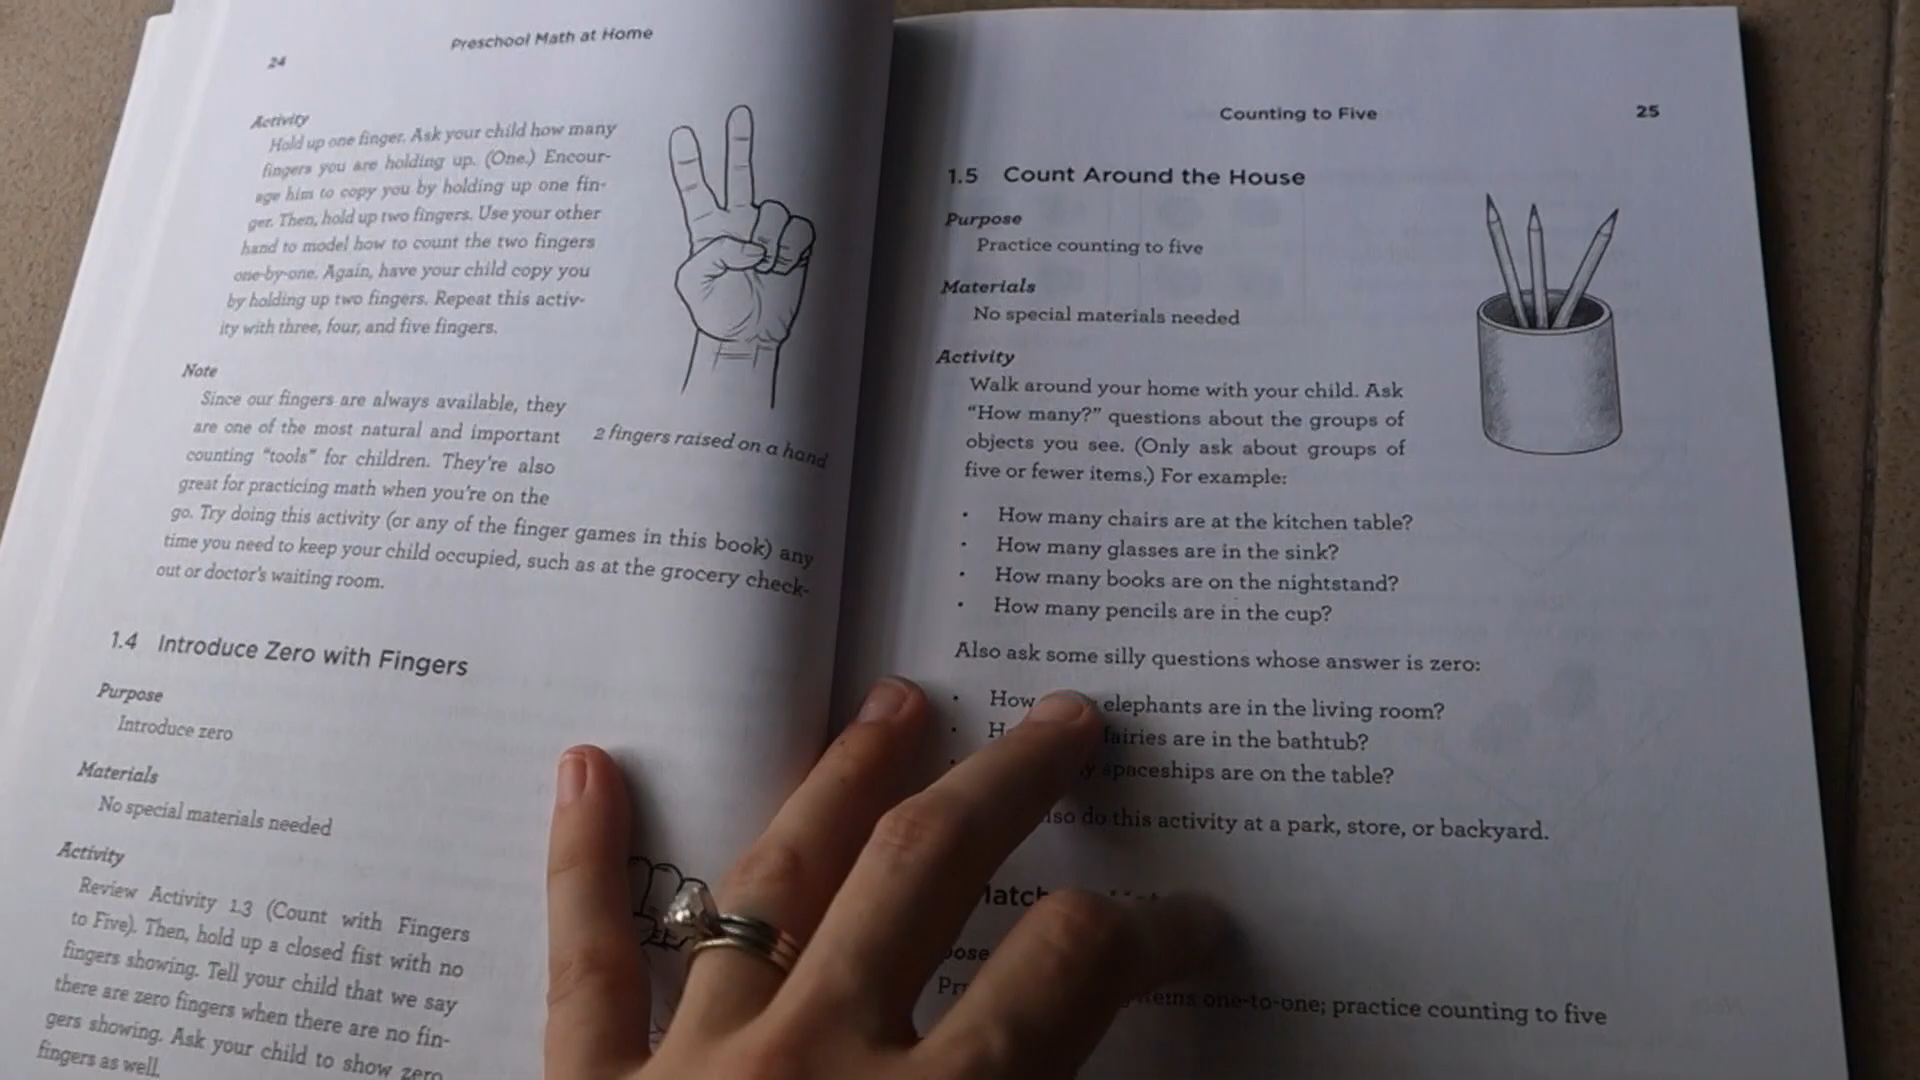 24
Preschool Math at Home
Activity
Hold up one finger. Ask your child how many
fingers you are holding up. (One.) Encour-
age him to copy you by holding up one fin-
ger. Then, hold up two fingers. Use your other
hand to model how to count the two fingers
one-by-one. Again, have your child copy you
by holding up two fingers. Repeat this activ-
ity with three, four, and five fingers.
Note
Since our fingers are always available, they
are one of the most natural and important
counting "tools" for children. They're also
great for practicing math when you're on the
go. Try doing this activity (or any of the finger games in this book) any
time you need to keep your child occupied, such as at the grocery check-
out or doctor's waiting room.
2 fingers raised on a hand
1.4 Introduce Zero with Fingers
Purpose
Introduce zero
Materials
No special materials needed
Activity
Review Activity 1.3 (Count with Fingers
to Five). Then, hold up a closed fist with no
fingers showing. Tell your child that we say
there are zero fingers when there are no fin-
gers showing. Ask your child to show zero
fingers as well.
Counting to Five
25
1.5 Count Around the House
Purpose
Practice counting to five
Materials
No special materials needed
Activity
Walk around your home with your child. Ask
"How many?" questions about the groups of
objects you see. (Only ask about groups of
five or fewer items.) For example:
• How many chairs are at the kitchen table?
• How many glasses are in the sink?
• How many books are on the nightstand?
• How many pencils are in the cup?
Also ask some silly questions whose answer is zero:
• How elephants are in the living room?
• fairies are in the bathtub?
spaceships are on the table?
do this activity at a park, store, or backyard.
one-to-one; practice counting to five